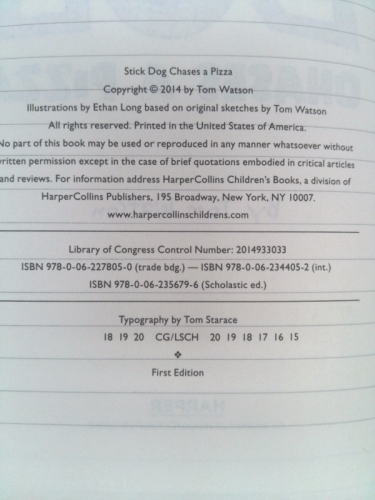 Stick Dog Chases a Pizza
Copyright © 2014 by Tom Watson
Illustrations by Ethan Long based on original sketches by Tom Watson
All rights reserved. Printed in the United States of America.
No part of this book may be used or reproduced in any manner whatsoever without
written permission except in the case of brief quotations embodied in critical articles
and reviews. For information address HarperCollins Children's Books, a division of
HarperCollins Publishers, 195 Broadway, New York, NY 10007.
www.harpercollinschildrens.com
Library of Congress Control Number: 2014933033
ISBN 978-0-06-227805-0 (trade bdg.) — ISBN 978-0-06-234405-2 (int.)
ISBN 978-0-06-235679-6 (Scholastic ed.)
Typography by Tom Starace
18 19 20 CG/LSCH 20 19 18 17 16 15
❖
First Edition